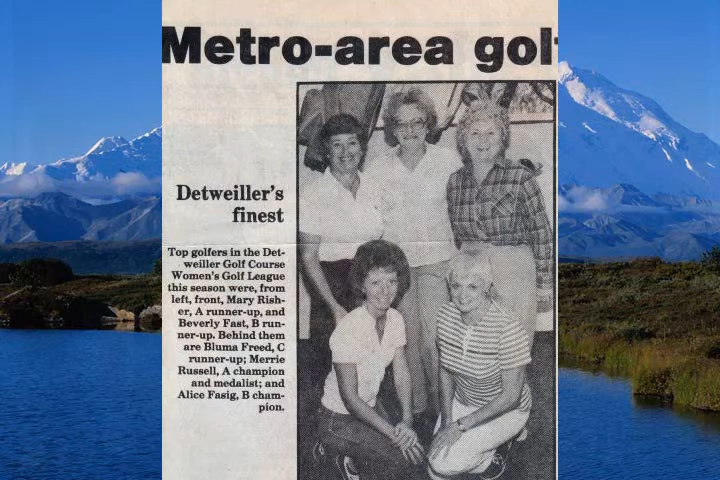 Metro-area gol
Detweiller's
finest
Top golfers in the Det-
weiller Golf Course
Women's Golf League
this season were, from
left, front, Mary Rish-
er, A runner-up, and
Beverly Fast, B run-
ner-up. Behind them
are Bluma Freed, C
runner-up; Merrie
Russell, A champion
and medalist; and
Alice Fasig, B cham-
pion.